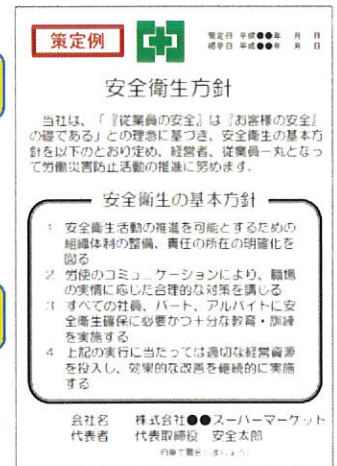 策定例
策定日 平成●●年 月 日
掲示日 平成●●年 月 日
安全衛生方針
当社は、「『従業員の安全』は『お客様の安全』
の礎である」との理念に基づき、安全衛生の基本方
針を以下のとおり定め、経営者、従業員一丸となっ
て労働災害防止活動の推進に努めます。
安全衛生の基本方針
1 安全衛生活動の推進を可能とするための
組織体制の整備、責任の所在の明確化を
図る
2 労使のコミュニケーションにより、職場
の実情に応じた合理的な対策を講じる
3 すべての社員、パート、アルバイトに安
全衛生確保に必要かつ十分な教育・訓練
を実施する
4 上記の実行に当たっては適切な経営資源
を投入し、効果的な改善を継続的に実施
する
会社名 株式会社●●スーパーマーケット
代表者 代表取締役 安全太郎